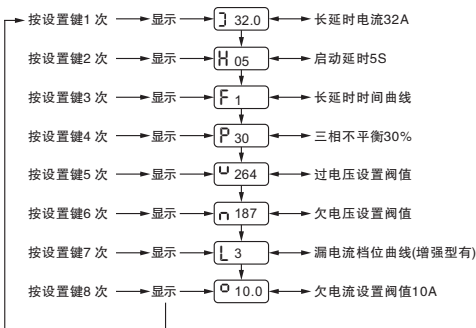 按设置键1 次 显示 Ↄ 32.0 长延时电流32A
按设置键2 次 显示 H 05 启动延时5S
按设置键3 次 显示 F 1 长延时时间曲线
按设置键4 次 显示 P 30 三相不平衡30%
按设置键5 次 显示 u 264 过电压设置阀值
按设置键6 次 显示 n 187 欠电压设置阀值
按设置键7 次 显示 L 3 漏电流档位曲线(增强型有)
按设置键8 次 显示 o 10.0 欠电流设置阀值10A